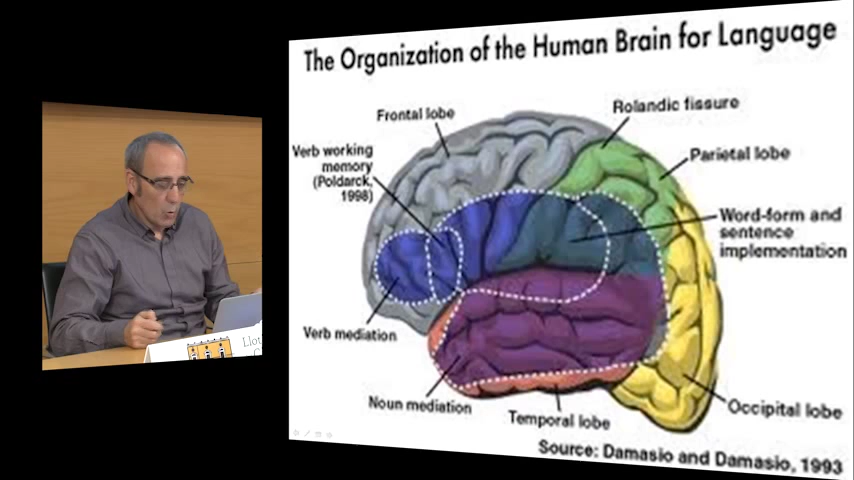 The Organization of the Human Brain for Language
Frontal lobe
Rolandic fissure
Verb working
memory
(Poldarck,
1998)
Parietal lobe
Word-form and
sentence
implementation
Verb mediation
Noun mediation
Temporal lobe
Occipital lobe
Source: Damasio and Damasio, 1993